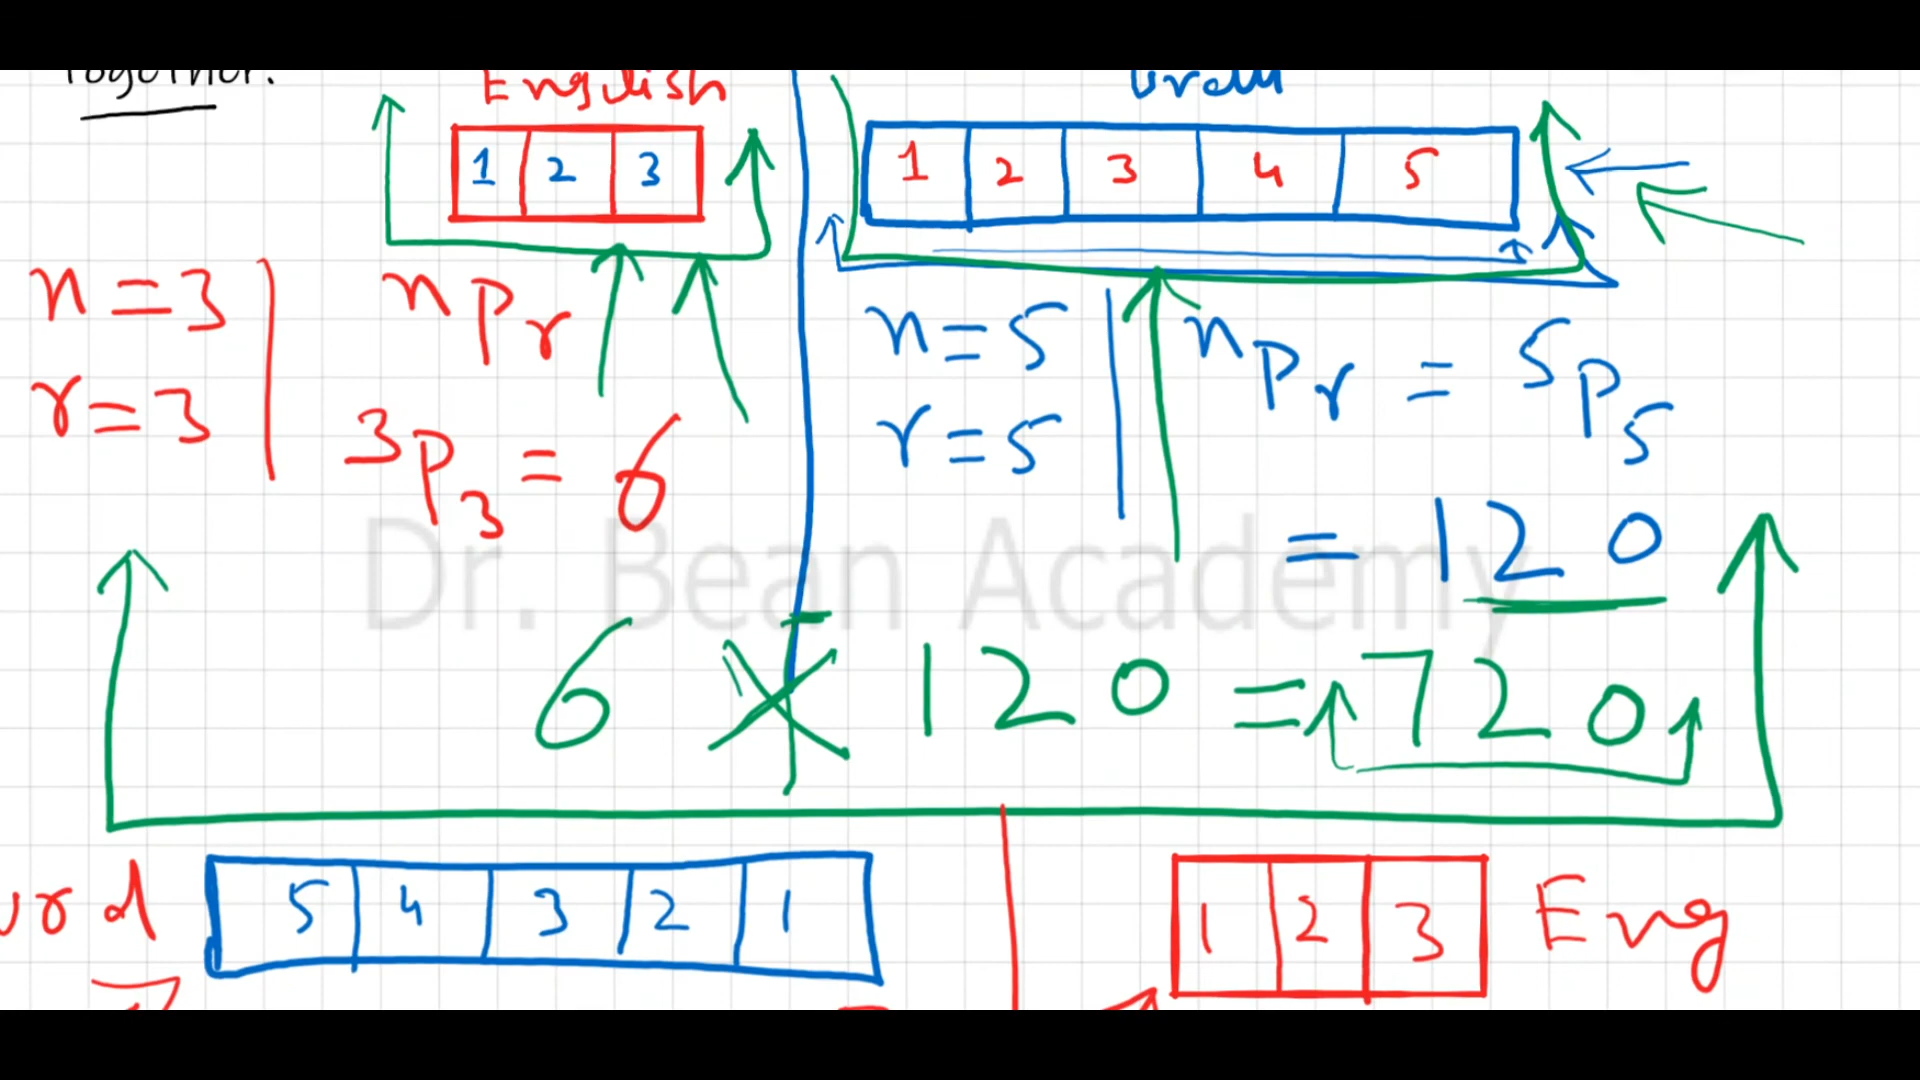 Together.
English
1 2 3
1 2 3 4 5
n = 3
r = 3
nPr
3P3 = 6
n = 5
r = 5
nPr = 5P5
= 120
Dr. Bean Academy
6 × 120 = 720
5 4 3 2 1
1 2 3 Eng